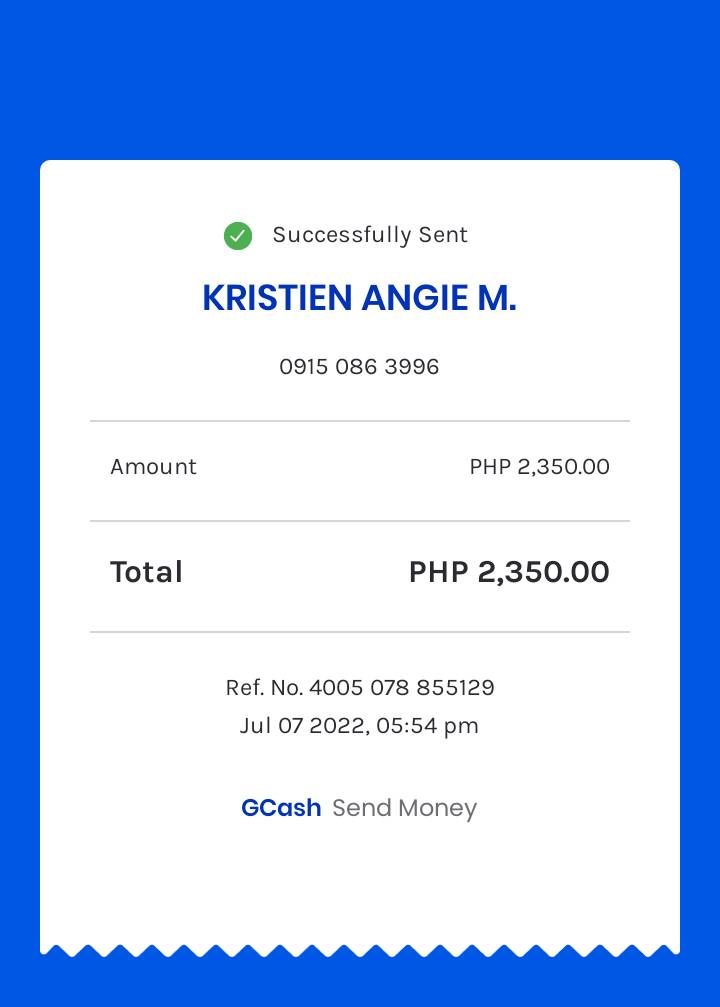 Successfully Sent
KRISTIEN ANGIE M.
0915 086 3996
Amount PHP 2,350.00
Total PHP 2,350.00
Ref. No. 4005 078 855129
Jul 07 2022, 05:54 pm
GCash Send Money